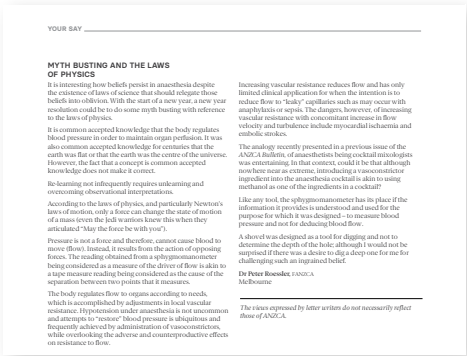 YOUR SAY
MYTH BUSTING AND THE LAWS
OF PHYSICS
It is interesting how beliefs persist in anaesthesia despite
the existence of laws of science that should relegate those
beliefs into oblivion. With the start of a new year, a new year
resolution could be to do some myth busting with reference
to the laws of physics.
It is common accepted knowledge that the body regulates
blood pressure in order to maintain organ perfusion. It was
also common accepted knowledge for centuries that the
earth was flat or that the earth was the centre of the universe.
However, the fact that a concept is common accepted
knowledge does not make it correct.
Re-learning not infrequently requires unlearning and
overcoming observational interpretations.
According to the laws of physics, and particularly Newton's
laws of motion, only a force can change the state of motion
of a mass (even the Jedi warriors knew this when they
articulated "May the force be with you").
Pressure is not a force and therefore, cannot cause blood to
move (flow). Instead, it results from the action of opposing
forces. The reading obtained from a sphygmomanometer
being considered as a measure of the driver of flow is akin to
a tape measure reading being considered as the cause of the
separation between two points that it measures.
The body regulates flow to organs according to needs,
which is accomplished by adjustments in local vascular
resistance. Hypotension under anaesthesia is not uncommon
and attempts to "restore" blood pressure is ubiquitous and
frequently achieved by administration of vasoconstrictors,
while overlooking the adverse and counterproductive effects
on resistance to flow.
Increasing vascular resistance reduces flow and has only
limited clinical application for when the intention is to
reduce flow to "leaky" capillaries such as may occur with
anaphylaxis or sepsis. The dangers, however, of increasing
vascular resistance with concomitant increase in flow
velocity and turbulence include myocardial ischaemia and
embolic strokes.
The analogy recently presented in a previous issue of the
ANZCA Bulletin, of anaesthetists being cocktail mixologists
was entertaining. In that context, could it be that although
nowhere near as extreme, introducing a vasoconstrictor
ingredient into the anaesthesia cocktail is akin to using
methanol as one of the ingredients in a cocktail?
Like any tool, the sphygmomanometer has its place if the
information it provides is understood and used for the
purpose for which it was designed – to measure blood
pressure and not for deducing blood flow.
A shovel was designed as a tool for digging and not to
determine the depth of the hole; although I would not be
surprised if there was a desire to dig a deep one for me for
challenging such an ingrained belief.
Dr Peter Roessler, FANZCA
Melbourne
The views expressed by letter writers do not necessarily reflect
those of ANZCA.